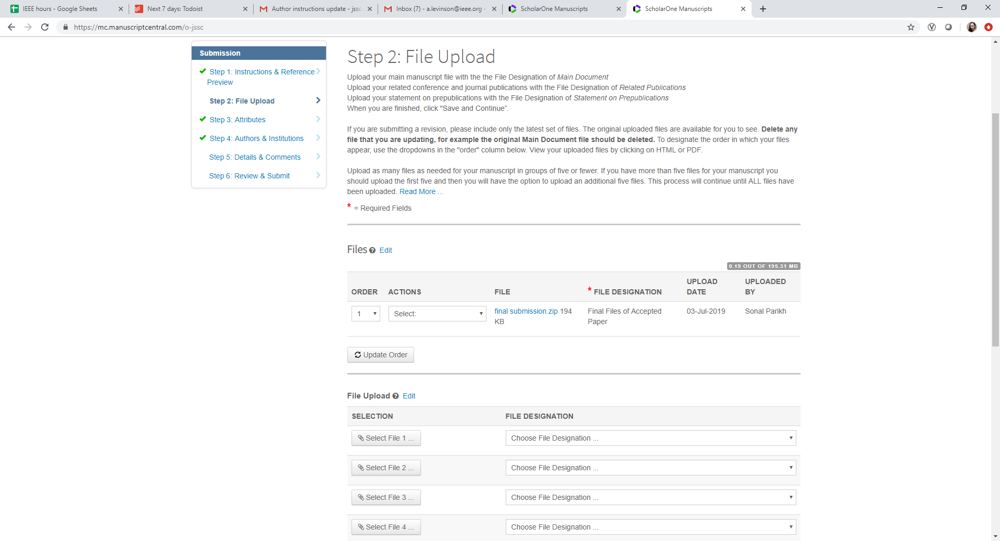 IEEE hours - Google Sheets
Next 7 days: Todoist
Author instructions update - jssc
Inbox (7) - a.levinson@ieee.org -
ScholarOne Manuscripts
ScholarOne Manuscripts
https://mc.manuscriptcentral.com/o-jssc
Submission
Step 1: Instructions & Reference
Preview
Step 2: File Upload
Step 3: Attributes
Step 4: Authors & Institutions
Step 5: Details & Comments
Step 6: Review & Submit
Step 2: File Upload
Upload your main manuscript file with the the File Designation of Main Document
Upload your related conference and journal publications with the File Designation of Related Publications
Upload your statement on prepublications with the File Designation of Statement on Prepublications
When you are finished, click "Save and Continue”.
If you are submitting a revision, please include only the latest set of files. The original uploaded files are available for you to see. Delete any
file that you are updating, for example the original Main Document file should be deleted. To designate the order in which your files
appear, use the dropdowns in the "order" column below. View your uploaded files by clicking on HTML or PDF.
Upload as many files as needed for your manuscript in groups of five or fewer. If you have more than five files for your manuscript you
should upload the first five and then you will have the option to upload an additional five files. This process will continue until ALL files have
been uploaded. Read More ...
* = Required Fields
Files Edit
0.19 OUT OF 195.31 MB
ORDER ACTIONS FILE * FILE DESIGNATION UPLOAD DATE UPLOADED BY
1 Select: final submission.zip 194 KB Final Files of Accepted Paper 03-Jul-2019 Sonal Parikh
Update Order
File Upload Edit
SELECTION FILE DESIGNATION
Select File 1 ... Choose File Designation ...
Select File 2 ... Choose File Designation ...
Select File 3 ... Choose File Designation ...
Select File 4 ... Choose File Designation ...